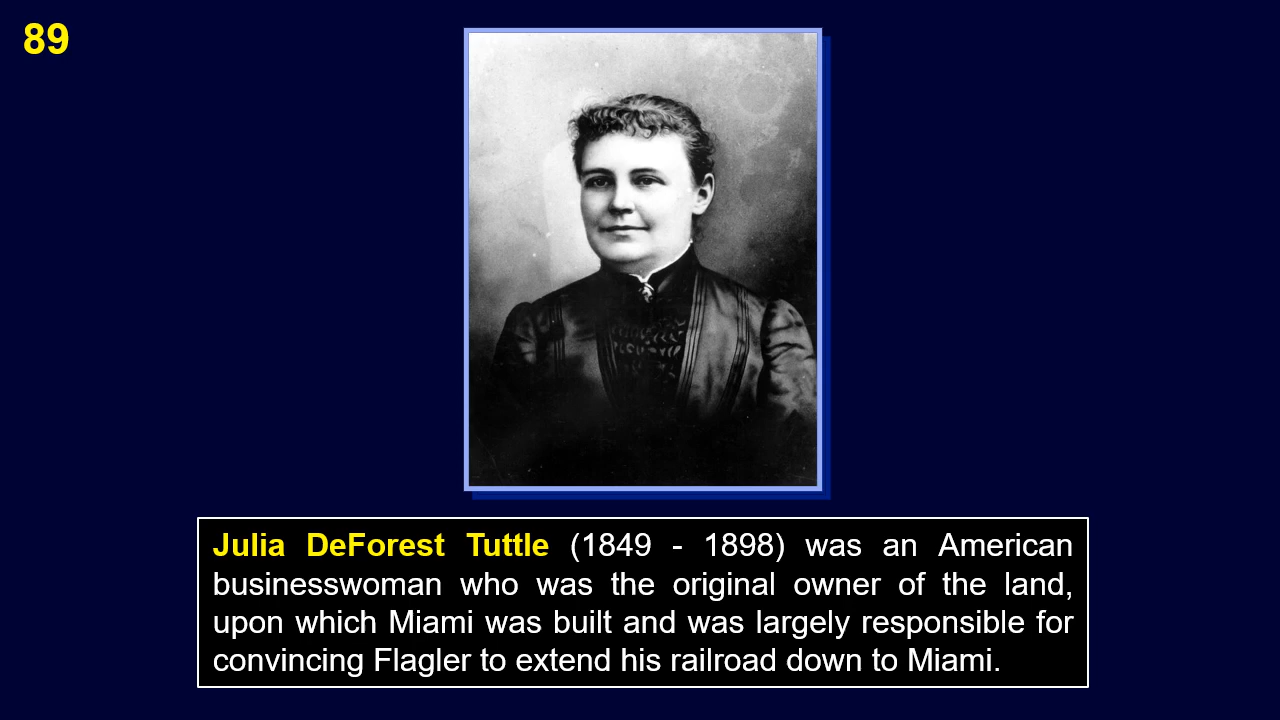 89
Julia DeForest Tuttle (1849 - 1898) was an American
businesswoman who was the original owner of the land,
upon which Miami was built and was largely responsible for
convincing Flagler to extend his railroad down to Miami.